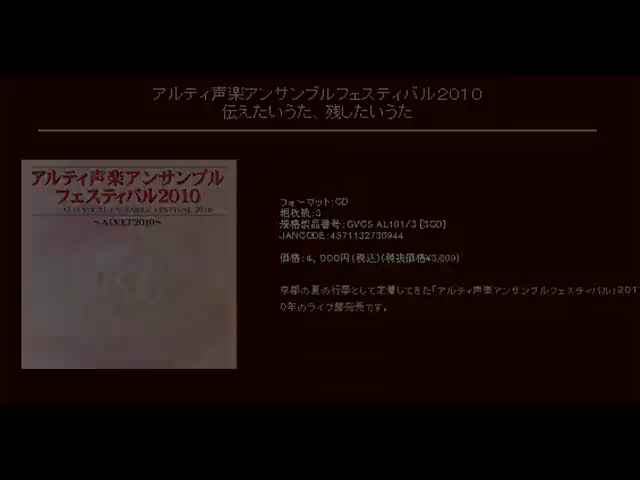 アルティ声楽アンサンブルフェスティバル2010
伝えたいうた、残したいうた
アルティ声楽アンサンブル
フェスティバル2010
ALTI VOCAL ENSEMBLE FESTIVAL 2010
～ALVEF2010～
フォーマット:CD
組枚数:3
規格品番号:GVCS AL101/3 [3CD]
JANCODE:4571132730944
価格:4,000円(税込)(税抜価格¥3,809)
京都の夏の行事として定着してきた「アルティ声楽アンサンブルフェスティバル」201
0年のライブ盤発売です。